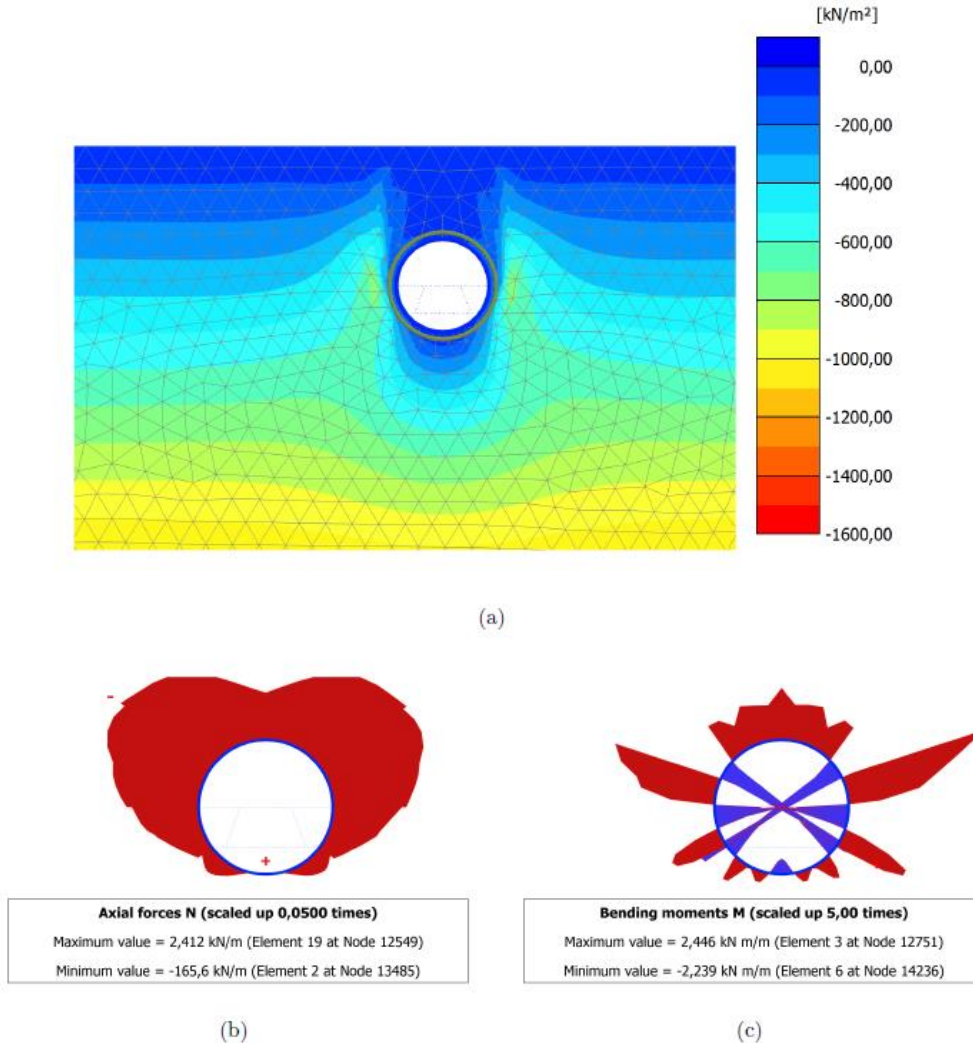 [kN/m²]
0,00
-200,00
-400,00
-600,00
-800,00
-1000,00
-1200,00
-1400,00
-1600,00
(a)
-
+
Axial forces N (scaled up 0,0500 times)
Maximum value = 2,412 kN/m (Element 19 at Node 12549)
Minimum value = -165,6 kN/m (Element 2 at Node 13485)
(b)
Bending moments M (scaled up 5,00 times)
Maximum value = 2,446 kN m/m (Element 3 at Node 12751)
Minimum value = -2,239 kN m/m (Element 6 at Node 14236)
(c)